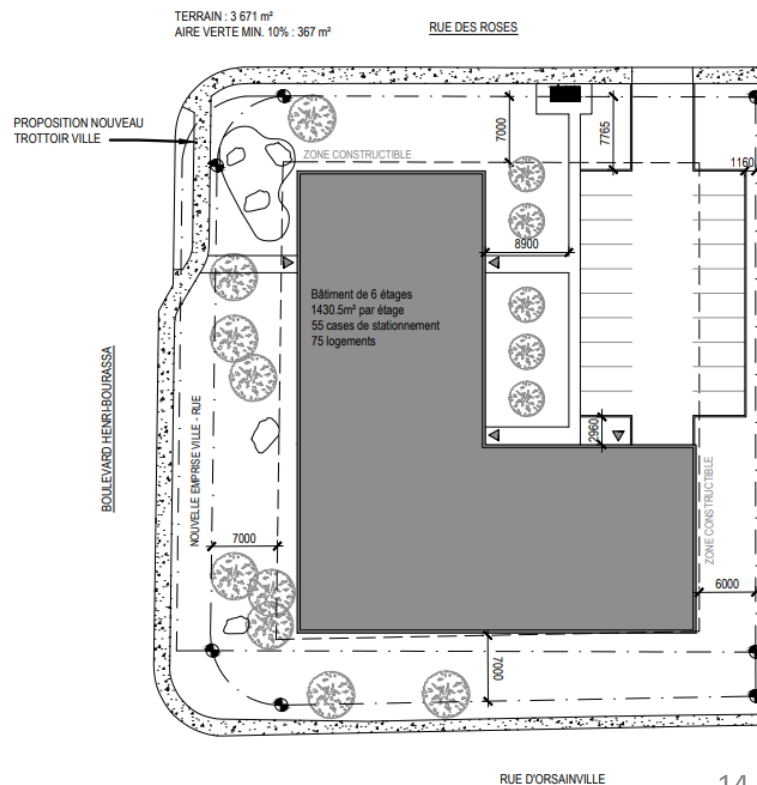 TERRAIN : 3 671 m²
AIRE VERTE MIN. 10% : 367 m²
RUE DES ROSES
PROPOSITION NOUVEAU
TROTTOIR VILLE
7000
7765
ZONE CONSTRUCTIBLE
1160
8900
Bâtiment de 6 étages
1430.5m² par étage
55 cases de stationnement
75 logements
BOULEVARD HENRI-BOURASSA
NOUVELLE EMPRISE VILLE - RUE
2960
ZONE CONSTRUCTIBLE
7000
6000
7000
RUE D'ORSAINVILLE
14